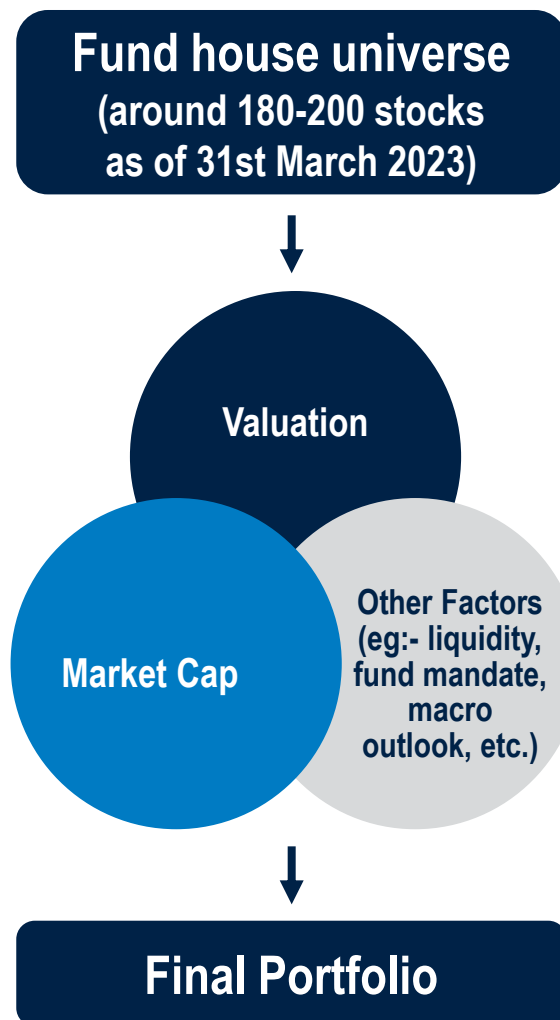 Fund house universe
(around 180-200 stocks
as of 31st March 2023)
Valuation
Market Cap
Other Factors
(eg:- liquidity,
fund mandate,
macro
outlook, etc.)
Final Portfolio